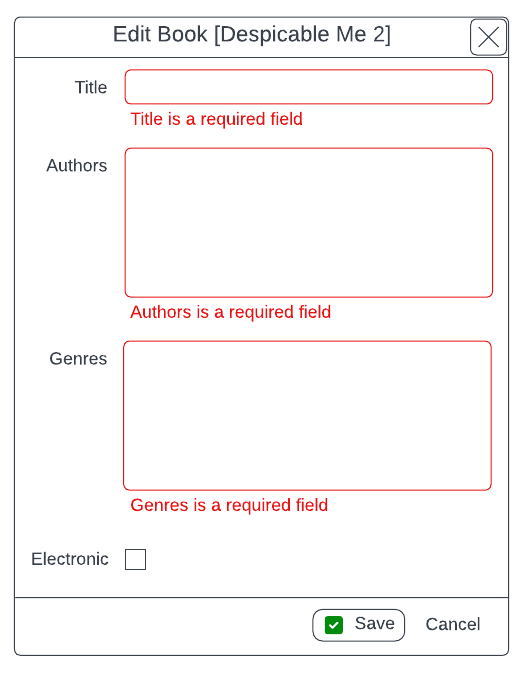 Edit Book [Despicable Me 2]
Title
Title is a required field
Authors
Authors is a required field
Genres
Genres is a required field
Electronic
Save Cancel